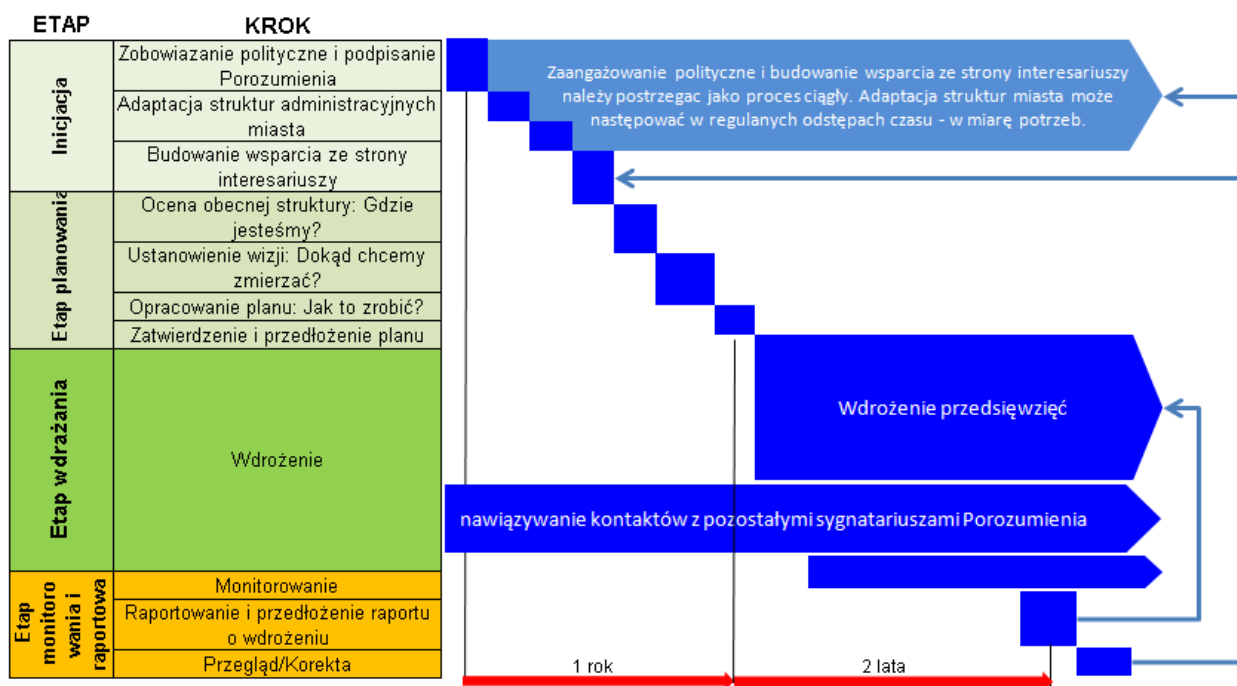 ETAP
KROK
Inicjacja
Zobowiazanie polityczne i podpisanie
Porozumienia
Adaptacja struktur administracyjnych
miasta
Budowanie wsparcia ze strony
interesariuszy
Zaangażowanie polityczne i budowanie wsparcia ze strony interesariuszy
należy postrzegac jako proces ciągły. Adaptacja struktur miasta może
następować w regulanych odstępach czasu - w miarę potrzeb.
Etap planowania
Ocena obecnej struktury: Gdzie
jesteśmy?
Ustanowienie wizji: Dokąd chcemy
zmierzać?
Opracowanie planu: Jak to zrobić?
Zatwierdzenie i przedłożenie planu
Etap wdrażania
Wdrożenie
Wdrożenie przedsięwzięć
nawiązywanie kontaktów z pozostałymi sygnatariuszami Porozumienia
Etap
monitoro
wania i
raportowa
Monitorowanie
Raportowanie i przedłożenie raportu
o wdrożeniu
Przegląd/Korekta
1 rok
2 lata